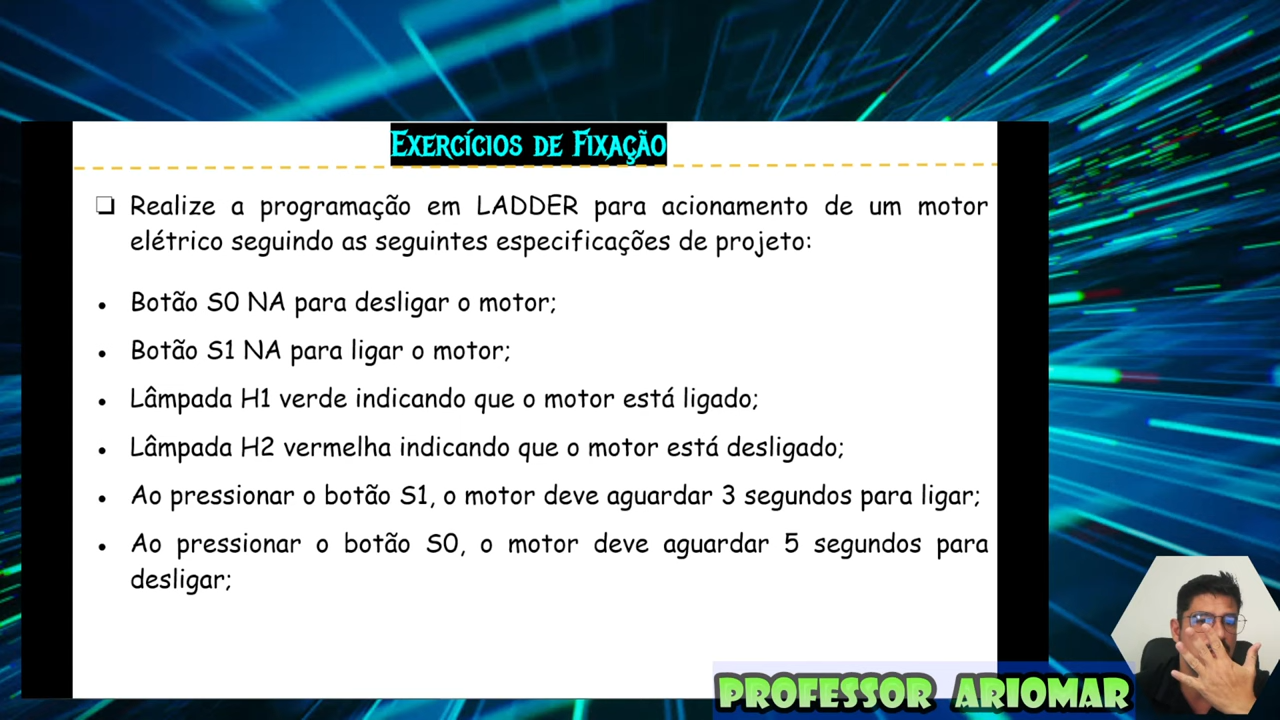 Exercícios de Fixação
❑ Realize a programação em LADDER para acionamento de um motor
elétrico seguindo as seguintes especificações de projeto:
• Botão S0 NA para desligar o motor;
• Botão S1 NA para ligar o motor;
• Lâmpada H1 verde indicando que o motor está ligado;
• Lâmpada H2 vermelha indicando que o motor está desligado;
• Ao pressionar o botão S1, o motor deve aguardar 3 segundos para ligar;
• Ao pressionar o botão S0, o motor deve aguardar 5 segundos para
desligar;
PROFESSOR ARIOMAR